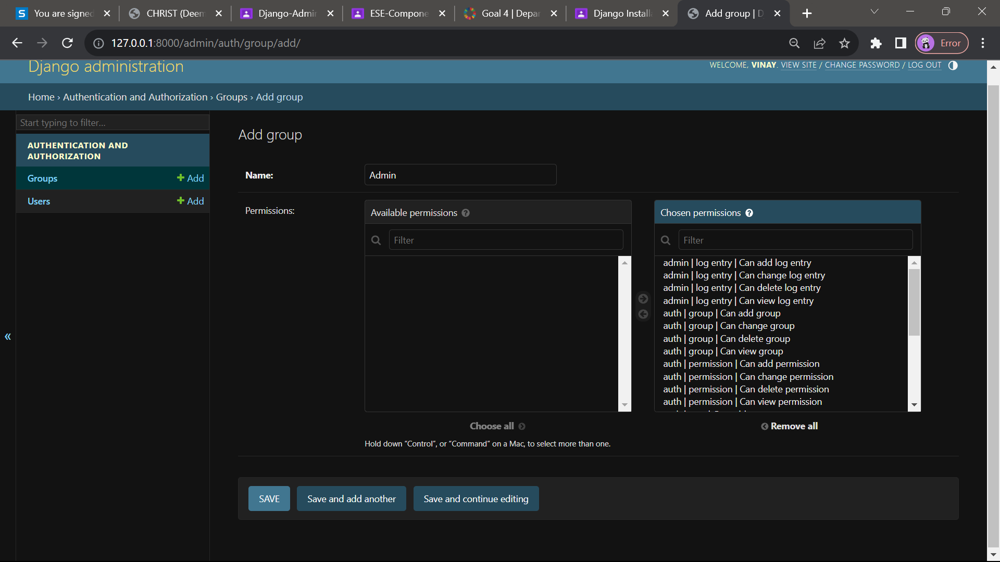 You are signed
CHRIST (Deem
Django-Admin
ESE-Compone
Goal 4 | Depar
Django Install
Add group | D
127.0.0.1:8000/admin/auth/group/add/
Error
Django administration
WELCOME, VINAY. VIEW SITE / CHANGE PASSWORD / LOG OUT
Home › Authentication and Authorization › Groups › Add group
Start typing to filter...
AUTHENTICATION AND
AUTHORIZATION
Groups
+ Add
Users
+ Add
«
Add group
Name:
Admin
Permissions:
Available permissions
Filter
Choose all
Chosen permissions
Filter
admin | log entry | Can add log entry
admin | log entry | Can change log entry
admin | log entry | Can delete log entry
admin | log entry | Can view log entry
auth | group | Can add group
auth | group | Can change group
auth | group | Can delete group
auth | group | Can view group
auth | permission | Can add permission
auth | permission | Can change permission
auth | permission | Can delete permission
auth | permission | Can view permission
Remove all
Hold down “Control”, or “Command” on a Mac, to select more than one.
SAVE
Save and add another
Save and continue editing